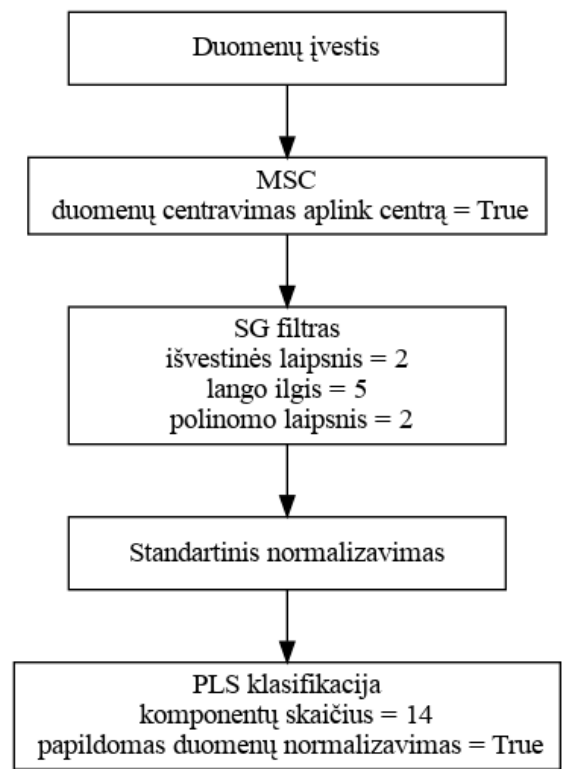 Duomenų įvestis
MSC
duomenų centravimas aplink centrą = True
SG filtras
išvestinės laipsnis = 2
lango ilgis = 5
polinomo laipsnis = 2
Standartinis normalizavimas
PLS klasifikacija
komponentų skaičius = 14
papildomas duomenų normalizavimas = True